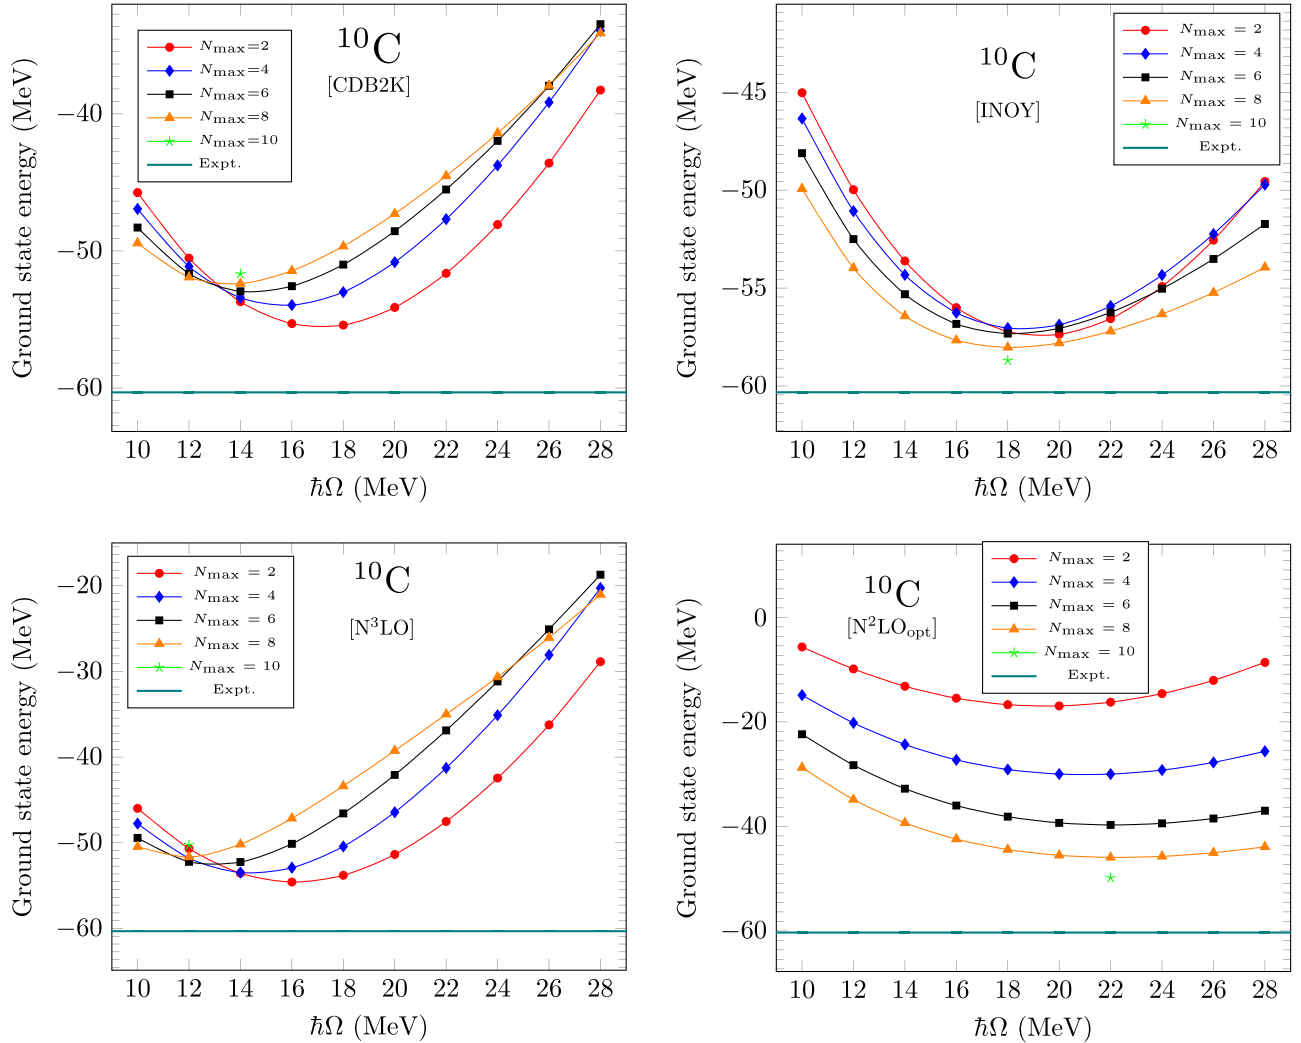 ¹⁰C
[CDB2K]
Nmax=2
Nmax=4
Nmax=6
Nmax=8
Nmax=10
Expt.
Ground state energy (MeV)
−40
−50
−60
10 12 14 16 18 20 22 24 26 28
ℏΩ (MeV)
¹⁰C
[INOY]
Nmax = 2
Nmax = 4
Nmax = 6
Nmax = 8
Nmax = 10
Expt.
Ground state energy (MeV)
−45
−50
−55
−60
10 12 14 16 18 20 22 24 26 28
ℏΩ (MeV)
¹⁰C
[N³LO]
Nmax = 2
Nmax = 4
Nmax = 6
Nmax = 8
Nmax = 10
Expt.
Ground state energy (MeV)
−20
−30
−40
−50
−60
10 12 14 16 18 20 22 24 26 28
ℏΩ (MeV)
¹⁰C
[N²LOopt]
Nmax = 2
Nmax = 4
Nmax = 6
Nmax = 8
Nmax = 10
Expt.
Ground state energy (MeV)
0
−20
−40
−60
10 12 14 16 18 20 22 24 26 28
ℏΩ (MeV)